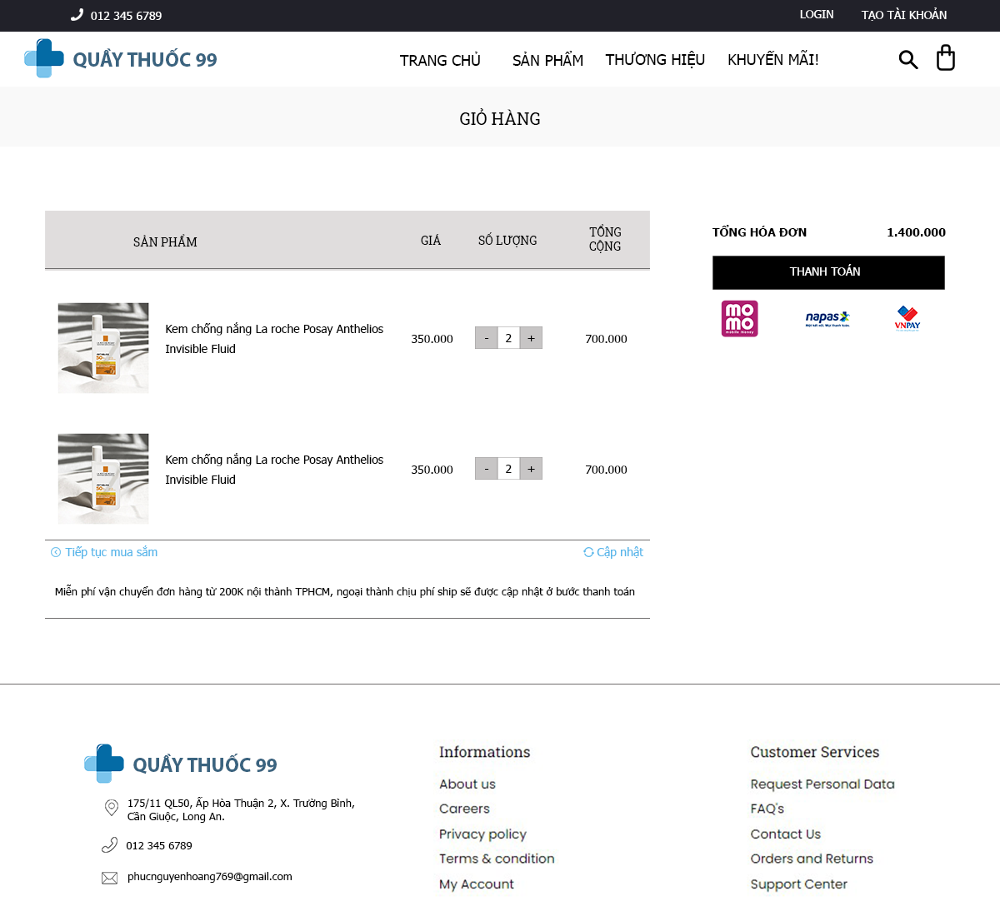 012 345 6789
LOGIN
TẠO TÀI KHOẢN
QUẦY THUỐC 99
TRANG CHỦ
SẢN PHẨM
THƯƠNG HIỆU
KHUYẾN MÃI!
GIỎ HÀNG
SẢN PHẨM
GIÁ
SỐ LƯỢNG
TỔNG
CỘNG
Kem chống nắng La roche Posay Anthelios
Invisible Fluid
350.000
- 2 +
700.000
Kem chống nắng La roche Posay Anthelios
Invisible Fluid
350.000
- 2 +
700.000
Tiếp tục mua sắm
Cập nhật
Miễn phí vận chuyển đơn hàng từ 200K nội thành TPHCM, ngoại thành chịu phí ship sẽ được cập nhật ở bước thanh toán
TỔNG HÓA ĐƠN
1.400.000
THANH TOÁN
mo
mo
mobile money
napas
VNPAY
QUẦY THUỐC 99
175/11 QL50, Ấp Hòa Thuận 2, X. Trường Bình,
Cần Giuộc, Long An.
012 345 6789
phucnguyenhoang769@gmail.com
Informations
About us
Careers
Privacy policy
Terms & condition
My Account
Customer Services
Request Personal Data
FAQ's
Contact Us
Orders and Returns
Support Center